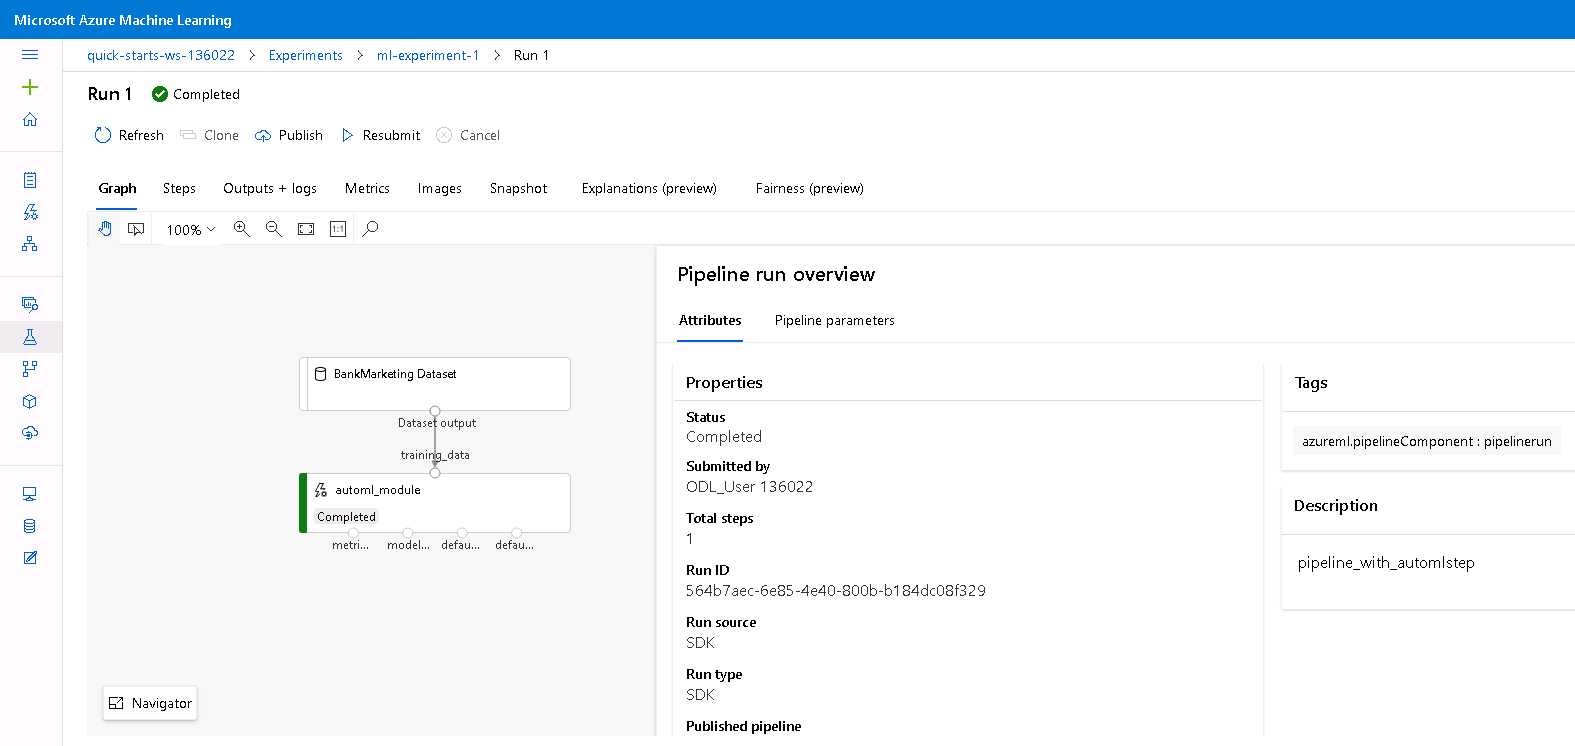 Microsoft Azure Machine Learning
quick-starts-ws-136022 > Experiments > ml-experiment-1 > Run 1
Run 1 Completed
Refresh Clone Publish Resubmit Cancel
Graph Steps Outputs + logs Metrics Images Snapshot Explanations (preview) Fairness (preview)
100% 1:1
Pipeline run overview
Attributes Pipeline parameters
BankMarketing Dataset
Dataset output
training_data
automl_module
Completed
metri... model... defau... defau...
Navigator
Properties
Status
Completed
Submitted by
ODL_User 136022
Total steps
1
Run ID
564b7aec-6e85-4e40-800b-b184dc08f329
Run source
SDK
Run type
SDK
Published pipeline
Tags
azureml.pipelineComponent : pipelinerun
Description
pipeline_with_automlstep